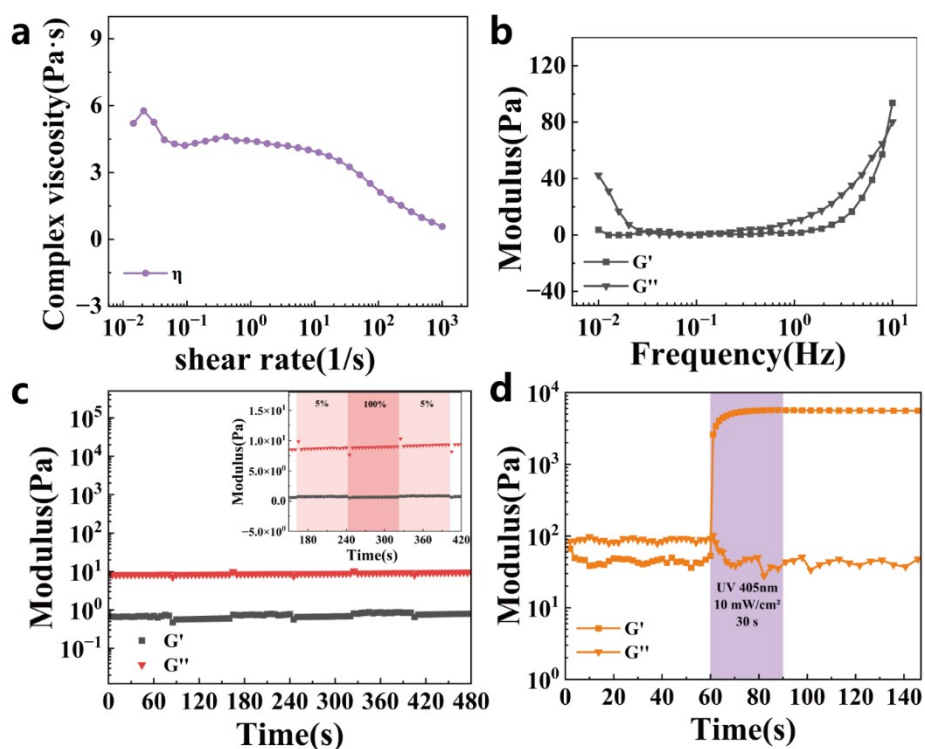 a
Complex viscosity(Pa·s)
9
6
3
0
−3
η
10⁻² 10⁻¹ 10⁰ 10¹ 10² 10³
shear rate(1/s)
b
Modulus(Pa)
120
80
40
0
−40
G'
G''
10⁻² 10⁻¹ 10⁰ 10¹
Frequency(Hz)
c
Modulus(Pa)
10⁵
10⁴
10³
10²
10¹
10⁰
10⁻¹
G'
G''
0 60 120 180 240 300 360 420 480
Time(s)
Modulus(Pa)
1.5×10¹
1.0×10¹
5.0×10⁰
0.0
−5.0×10⁰
5% 100% 5%
180 240 300 360 420
Time(s)
d
Modulus(Pa)
10⁴
10³
10²
10¹
10⁰
UV 405nm
10 mW/cm²
30 s
G'
G''
0 20 40 60 80 100 120 140
Time(s)